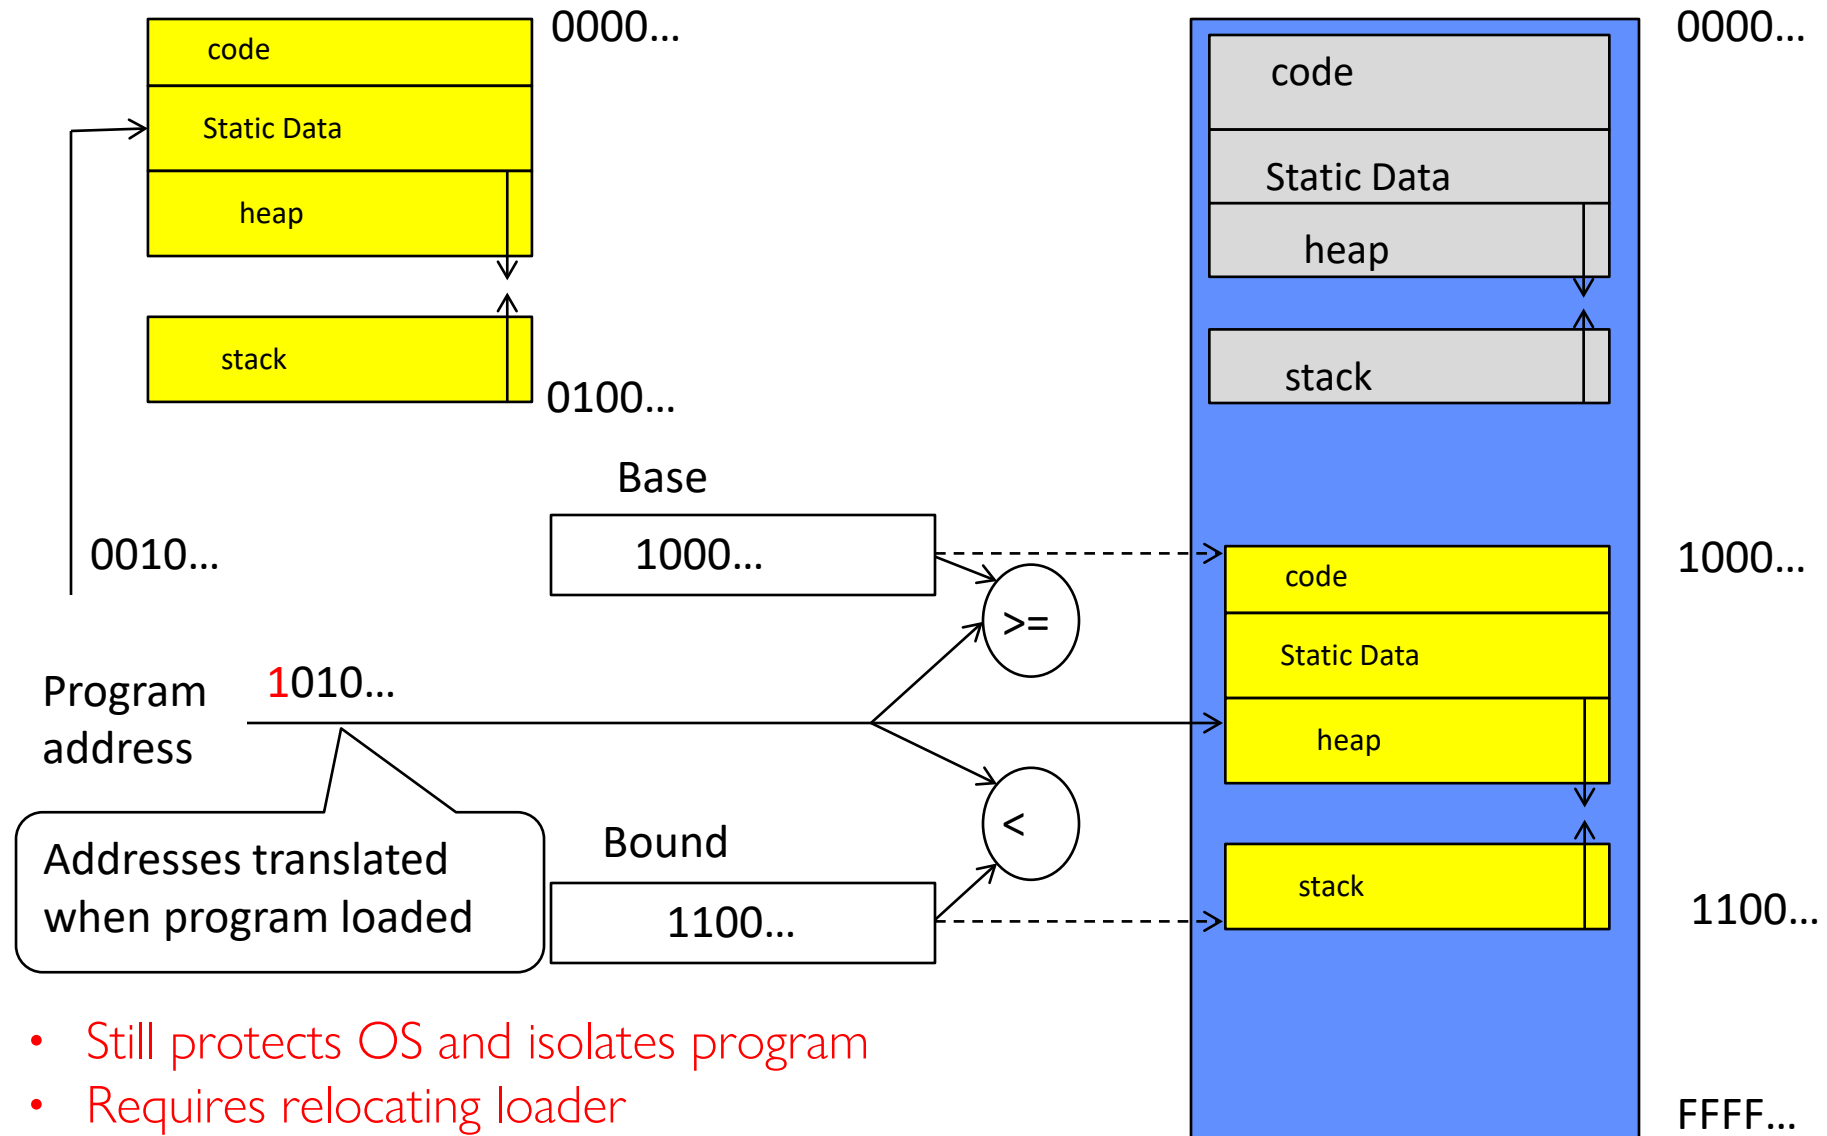 code
Static Data
heap
stack
0000...
0100...
0010...
Base
1000...
>=
Program
address
1010...
Addresses translated
when program loaded
Bound
1100...
<
code
Static Data
heap
stack
code
Static Data
heap
stack
0000...
1000...
1100...
FFFF...
• Still protects OS and isolates program
• Requires relocating loader